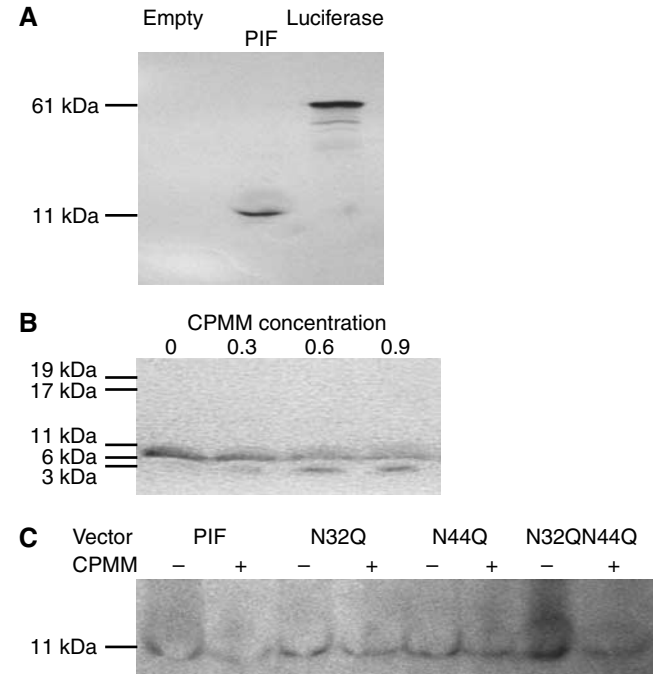 A
Empty
PIF
Luciferase
61 kDa
11 kDa
B
CPMM concentration
0 0.3 0.6 0.9
19 kDa
17 kDa
11 kDa
6 kDa
3 kDa
C
Vector PIF N32Q N44Q N32QN44Q
CPMM – + – + – + – +
11 kDa